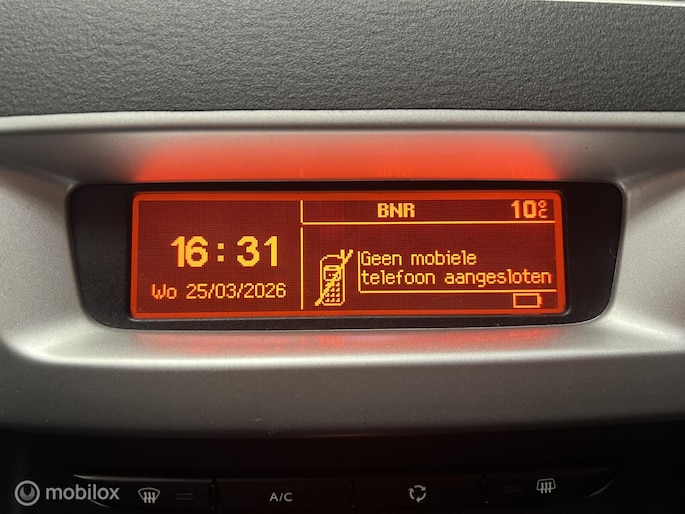 BNR 10°C
16:31
Wo 25/03/2026
Geen mobiele
telefoon aangesloten
A/C
mobilox